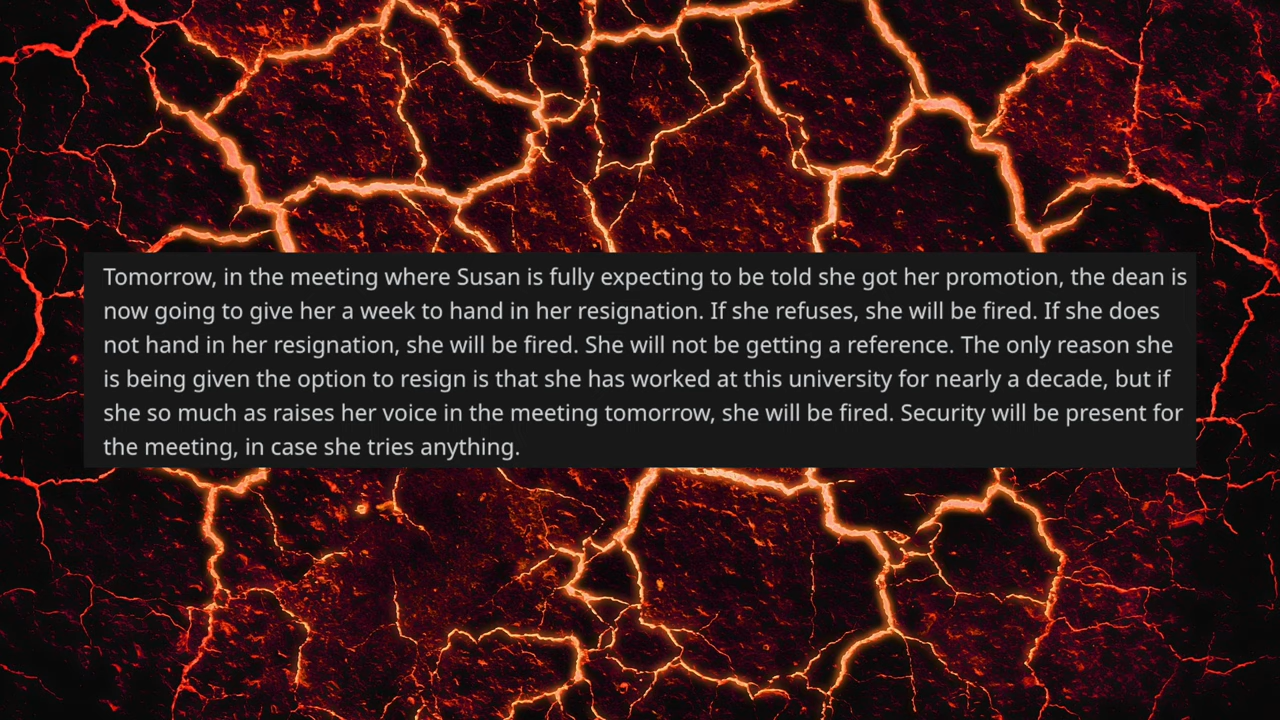 Tomorrow, in the meeting where Susan is fully expecting to be told she got her promotion, the dean is
now going to give her a week to hand in her resignation. If she refuses, she will be fired. If she does
not hand in her resignation, she will be fired. She will not be getting a reference. The only reason she
is being given the option to resign is that she has worked at this university for nearly a decade, but if
she so much as raises her voice in the meeting tomorrow, she will be fired. Security will be present for
the meeting, in case she tries anything.